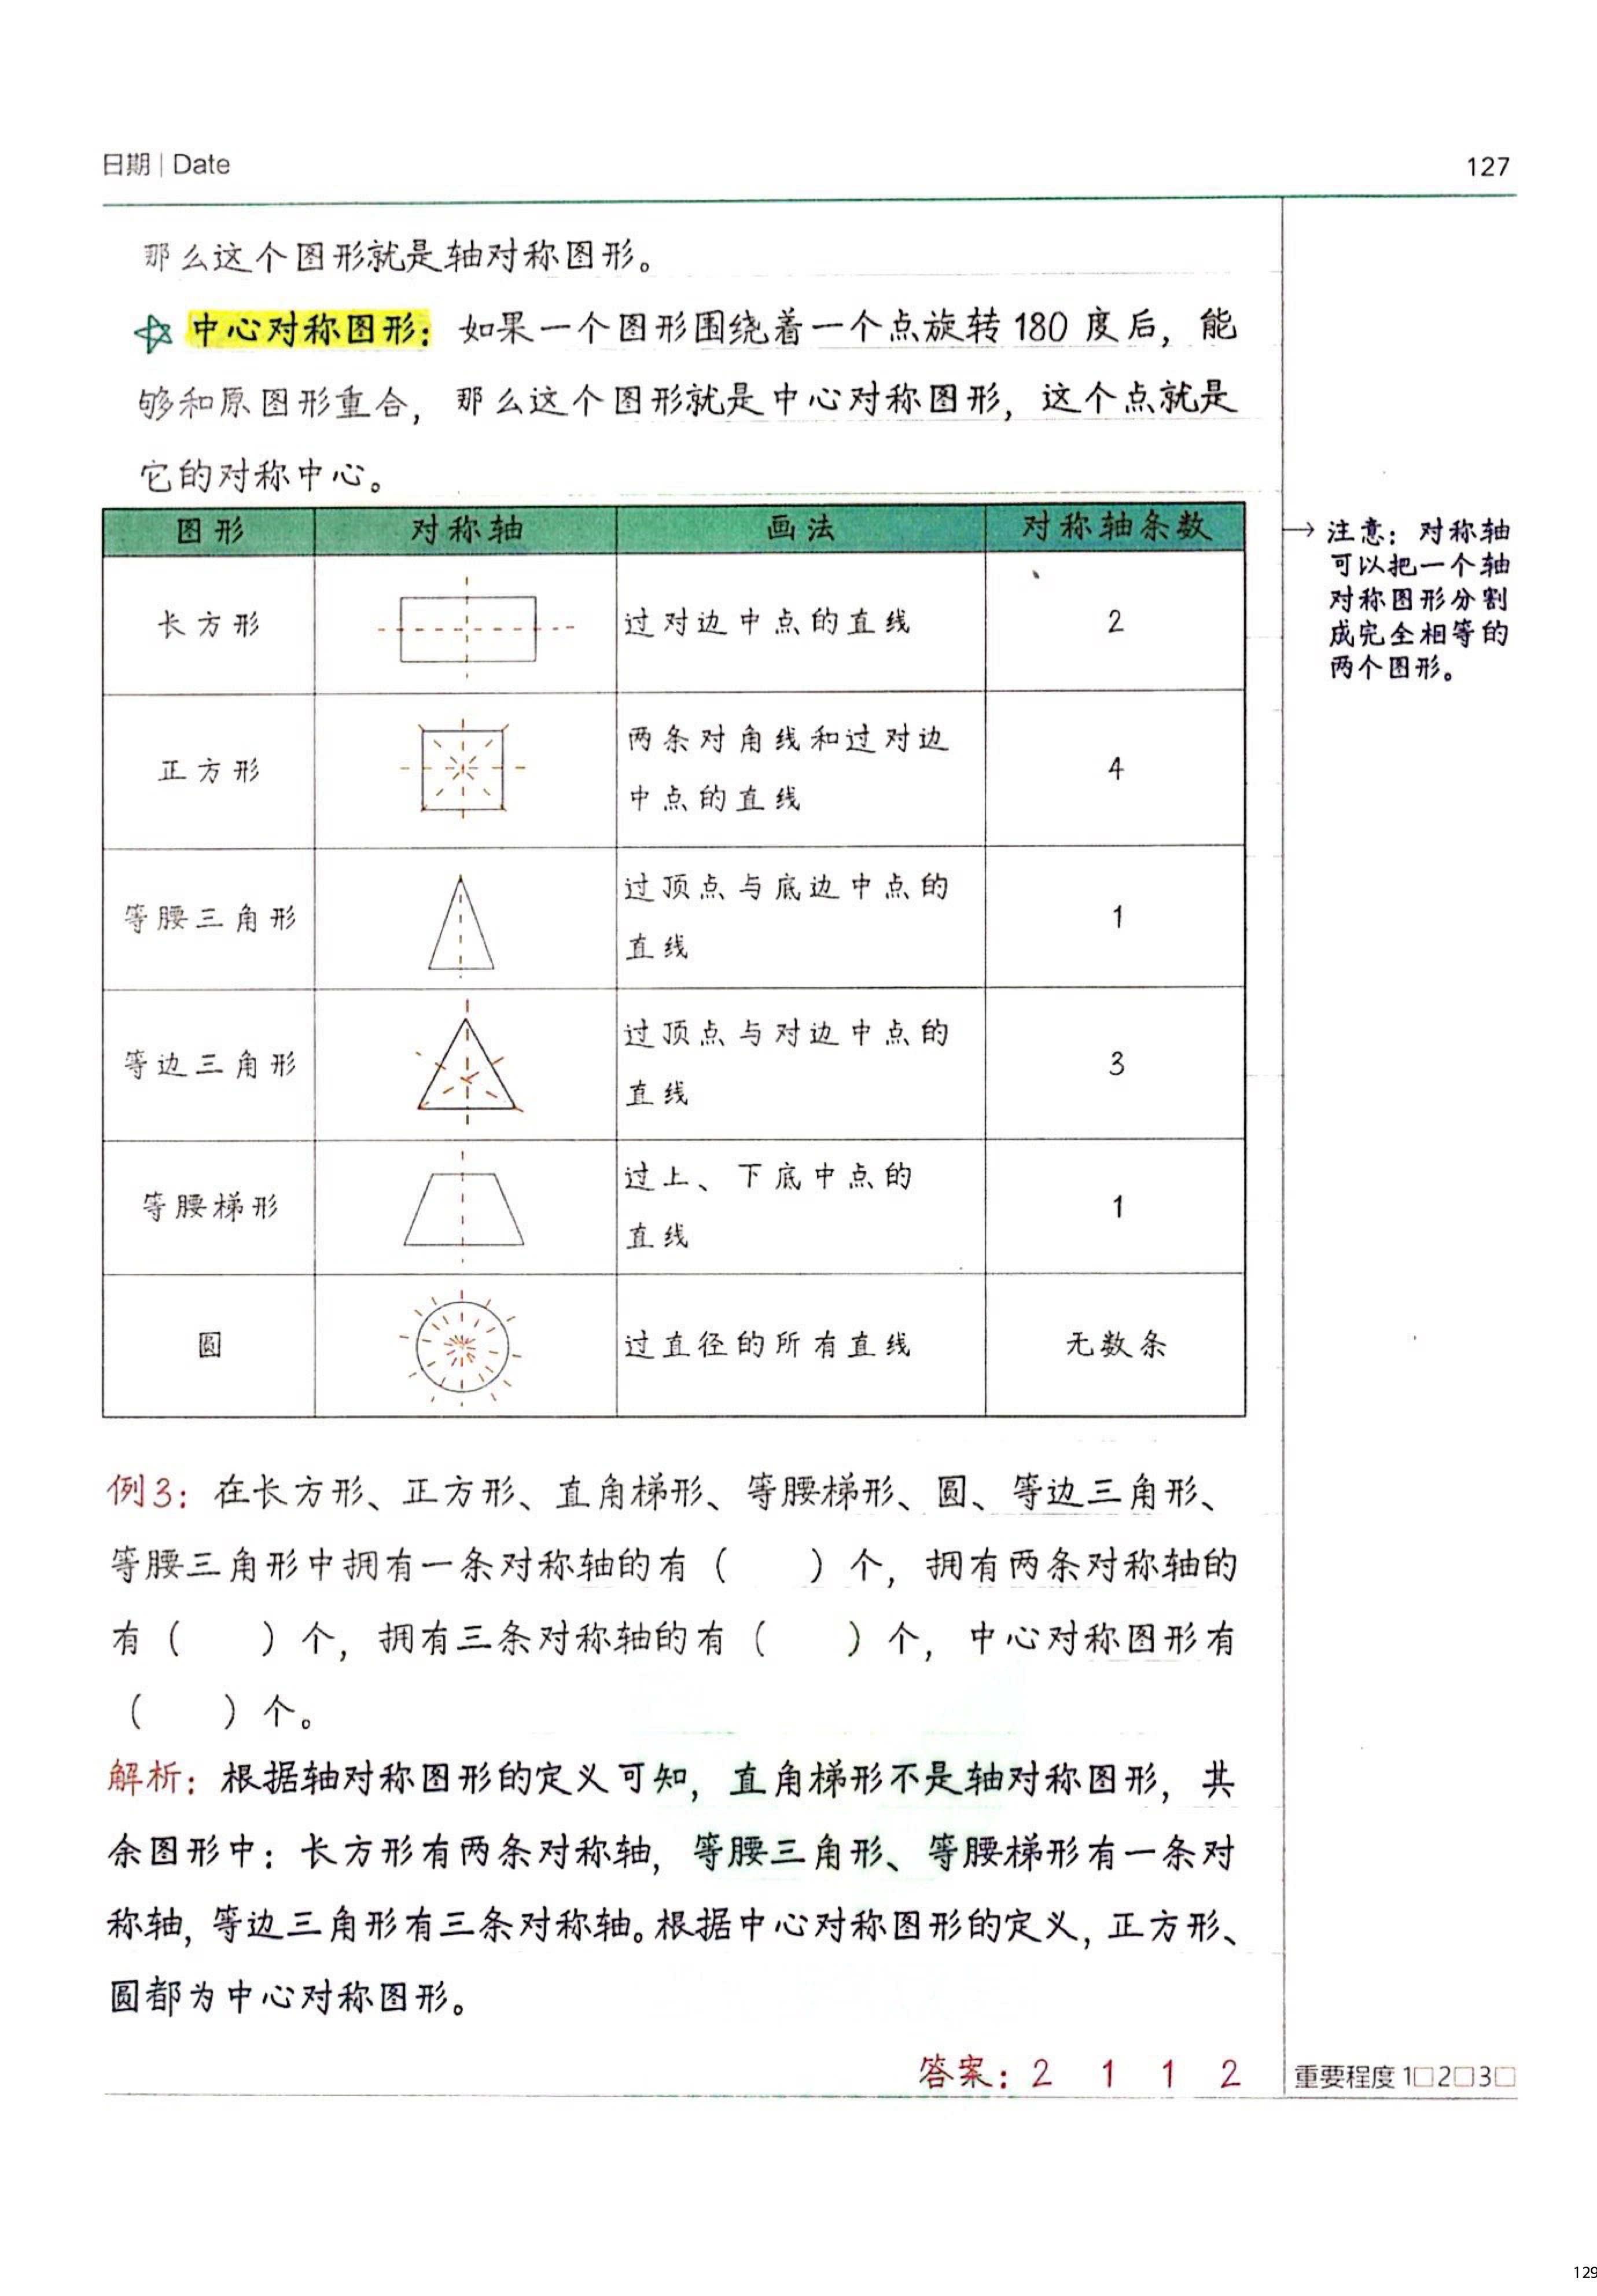 日期 | Date
127
那么这个图形就是轴对称图形。
中心对称图形：如果一个图形围绕着一个点旋转180度后，能
够和原图形重合，那么这个图形就是中心对称图形，这个点就是
它的对称中心。
图形 对称轴 画法 对称轴条数
长方形 过对边中点的直线 2
正方形 两条对角线和过对边
中点的直线 4
等腰三角形 过顶点与底边中点的
直线 1
等边三角形 过顶点与对边中点的
直线 3
等腰梯形 过上、下底中点的
直线 1
圆 过直径的所有直线 无数条
→ 注意：对称轴
可以把一个轴
对称图形分割
成完全相等的
两个图形。
例3：在长方形、正方形、直角梯形、等腰梯形、圆、等边三角形、
等腰三角形中拥有一条对称轴的有（ ）个，拥有两条对称轴的
有（ ）个，拥有三条对称轴的有（ ）个，中心对称图形有
（ ）个。
解析：根据轴对称图形的定义可知，直角梯形不是轴对称图形，其
余图形中：长方形有两条对称轴，等腰三角形、等腰梯形有一条对
称轴，等边三角形有三条对称轴。根据中心对称图形的定义，正方形、
圆都为中心对称图形。
答案：2 1 1 2
重要程度 1□2□3□
129